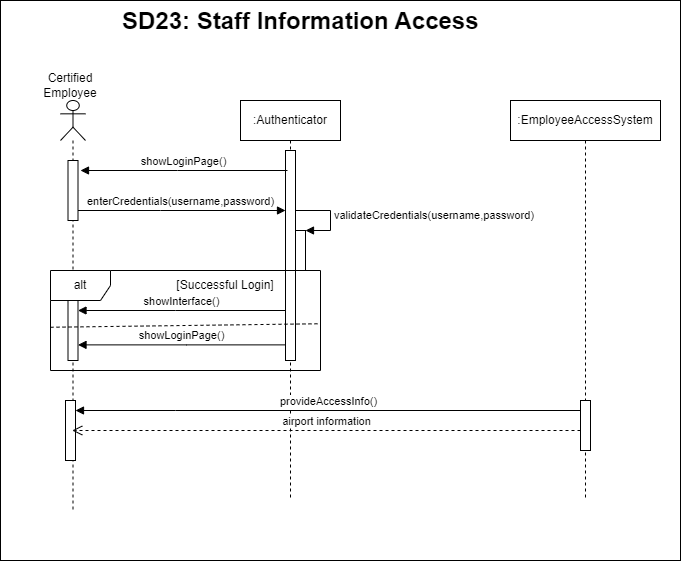 SD23: Staff Information Access
Certified
Employee
:Authenticator
:EmployeeAccessSystem
showLoginPage()
enterCredentials(username,password)
validateCredentials(username,password)
alt
[Successful Login]
showInterface()
showLoginPage()
provideAccessInfo()
airport information